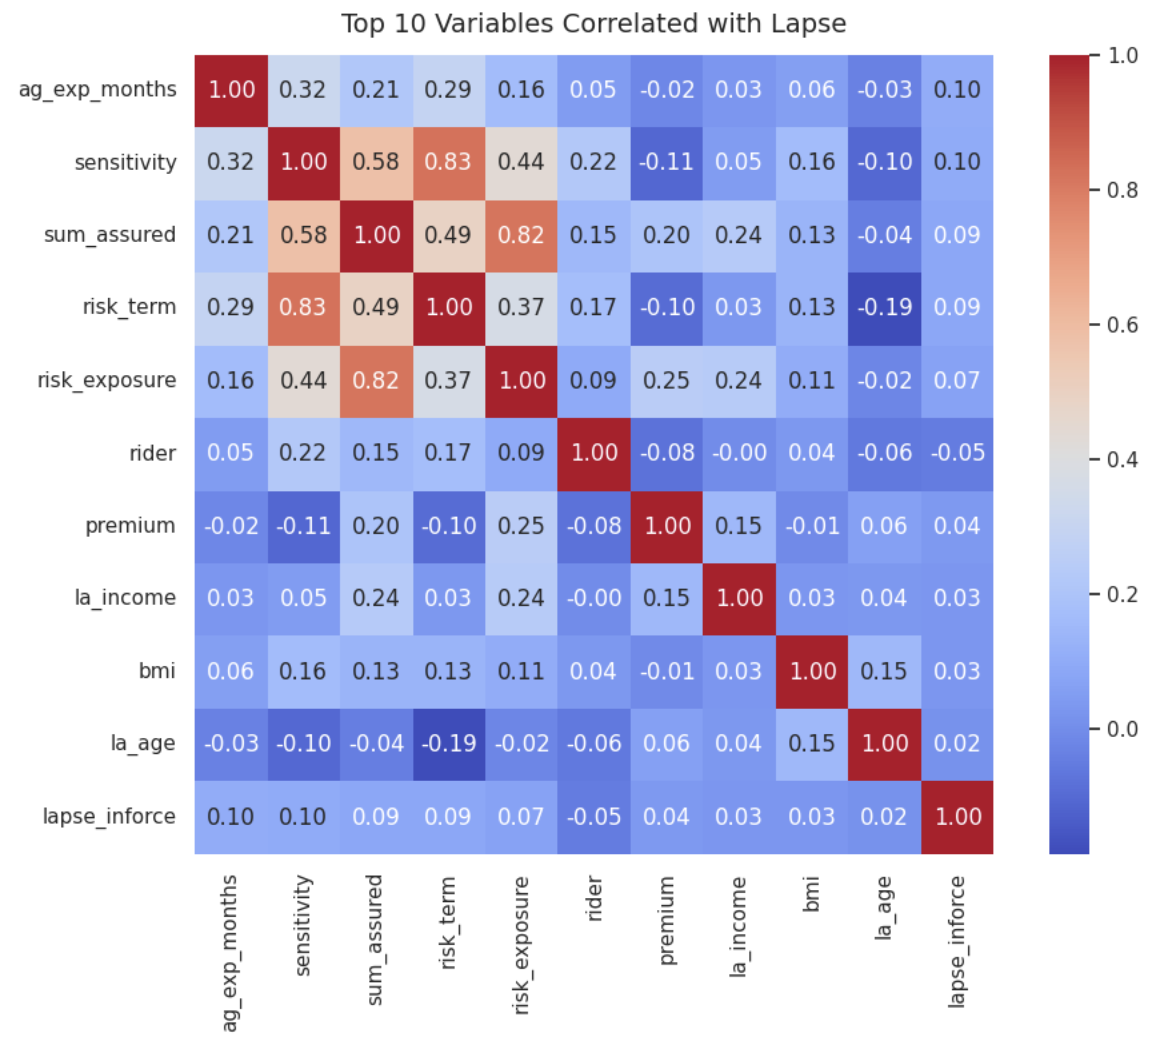 Top 10 Variables Correlated with Lapse
ag_exp_months 1.00 0.32 0.21 0.29 0.16 0.05 -0.02 0.03 0.06 -0.03 0.10
sensitivity 0.32 1.00 0.58 0.83 0.44 0.22 -0.11 0.05 0.16 -0.10 0.10
sum_assured 0.21 0.58 1.00 0.49 0.82 0.15 0.20 0.24 0.13 -0.04 0.09
risk_term 0.29 0.83 0.49 1.00 0.37 0.17 -0.10 0.03 0.13 -0.19 0.09
risk_exposure 0.16 0.44 0.82 0.37 1.00 0.09 0.25 0.24 0.11 -0.02 0.07
rider 0.05 0.22 0.15 0.17 0.09 1.00 -0.08 -0.00 0.04 -0.06 -0.05
premium -0.02 -0.11 0.20 -0.10 0.25 -0.08 1.00 0.15 -0.01 0.06 0.04
la_income 0.03 0.05 0.24 0.03 0.24 -0.00 0.15 1.00 0.03 0.04 0.03
bmi 0.06 0.16 0.13 0.13 0.11 0.04 -0.01 0.03 1.00 0.15 0.03
la_age -0.03 -0.10 -0.04 -0.19 -0.02 -0.06 0.06 0.04 0.15 1.00 0.02
lapse_inforce 0.10 0.10 0.09 0.09 0.07 -0.05 0.04 0.03 0.03 0.02 1.00
ag_exp_months
sensitivity
sum_assured
risk_term
risk_exposure
rider
premium
la_income
bmi
la_age
lapse_inforce
1.0
0.8
0.6
0.4
0.2
0.0